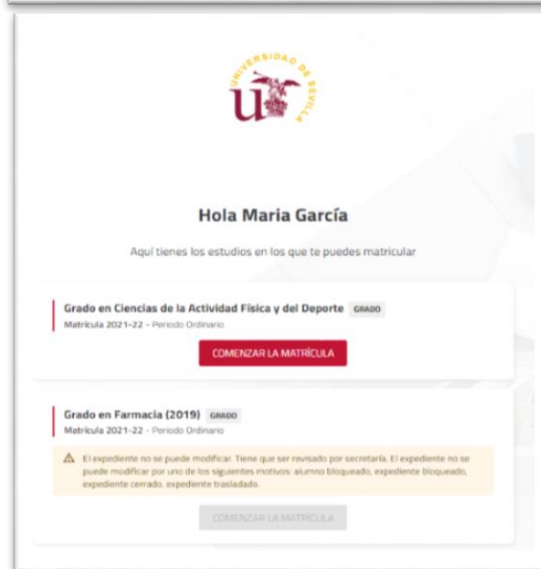 UNIVERSIDAD DE SEVILLA
Hola Maria García
Aquí tienes los estudios en los que te puedes matricular
Grado en Ciencias de la Actividad Física y del Deporte GRADO
Matrícula 2021-22 - Periodo Ordinario
COMENZAR LA MATRÍCULA
Grado en Farmacia (2019) GRADO
Matrícula 2021-22 - Periodo Ordinario
El expediente no se puede modificar. Tiene que ser revisado por secretaría. El expediente no se
puede modificar por uno de los siguientes motivos: alumno bloqueado, expediente bloqueado,
expediente cerrado, expediente trasladado.
COMENZAR LA MATRÍCULA